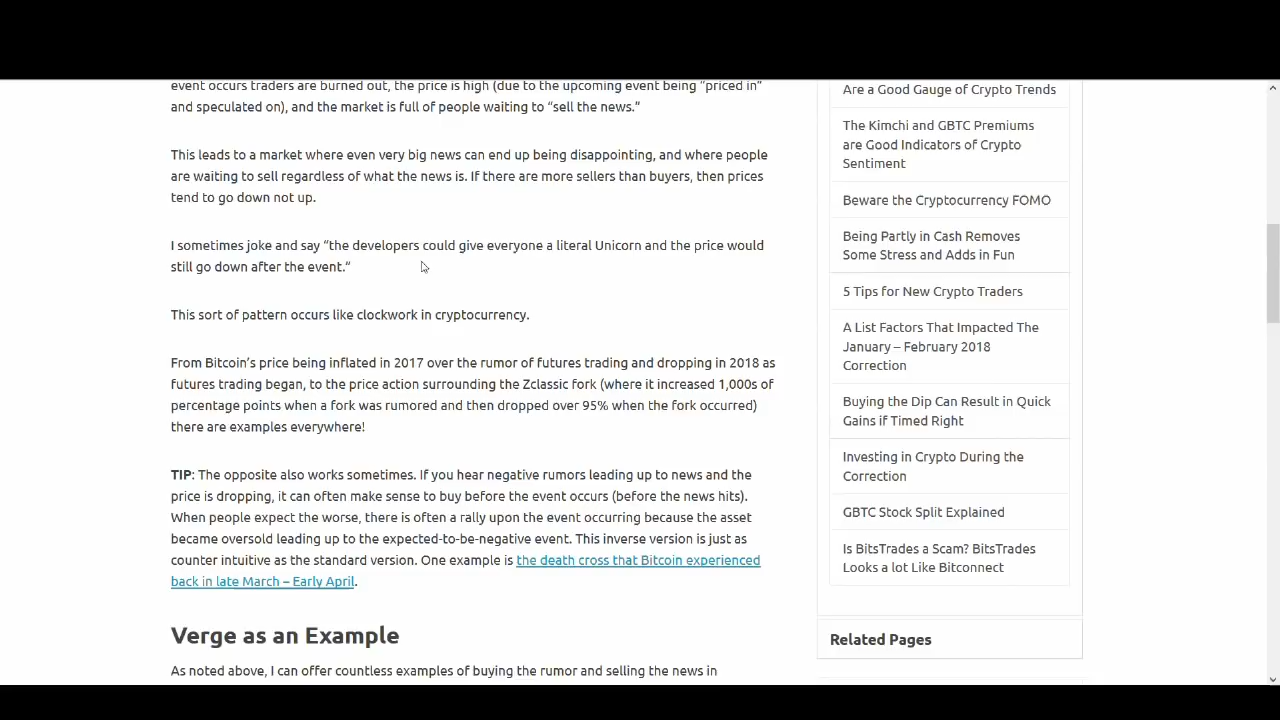 event occurs traders are burned out, the price is high (due to the upcoming event being “priced in”
and speculated on), and the market is full of people waiting to “sell the news.”
This leads to a market where even very big news can end up being disappointing, and where people
are waiting to sell regardless of what the news is. If there are more sellers than buyers, then prices
tend to go down not up.
I sometimes joke and say “the developers could give everyone a literal Unicorn and the price would
still go down after the event.”
This sort of pattern occurs like clockwork in cryptocurrency.
From Bitcoin’s price being inflated in 2017 over the rumor of futures trading and dropping in 2018 as
futures trading began, to the price action surrounding the Zclassic fork (where it increased 1,000s of
percentage points when a fork was rumored and then dropped over 95% when the fork occurred)
there are examples everywhere!
TIP: The opposite also works sometimes. If you hear negative rumors leading up to news and the
price is dropping, it can often make sense to buy before the event occurs (before the news hits).
When people expect the worse, there is often a rally upon the event occurring because the asset
became oversold leading up to the expected-to-be-negative event. This inverse version is just as
counter intuitive as the standard version. One example is the death cross that Bitcoin experienced
back in late March – Early April.
Verge as an Example
As noted above, I can offer countless examples of buying the rumor and selling the news in
Are a Good Gauge of Crypto Trends
The Kimchi and GBTC Premiums
are Good Indicators of Crypto
Sentiment
Beware the Cryptocurrency FOMO
Being Partly in Cash Removes
Some Stress and Adds in Fun
5 Tips for New Crypto Traders
A List Factors That Impacted The
January – February 2018
Correction
Buying the Dip Can Result in Quick
Gains if Timed Right
Investing in Crypto During the
Correction
GBTC Stock Split Explained
Is BitsTrades a Scam? BitsTrades
Looks a lot Like Bitconnect
Related Pages